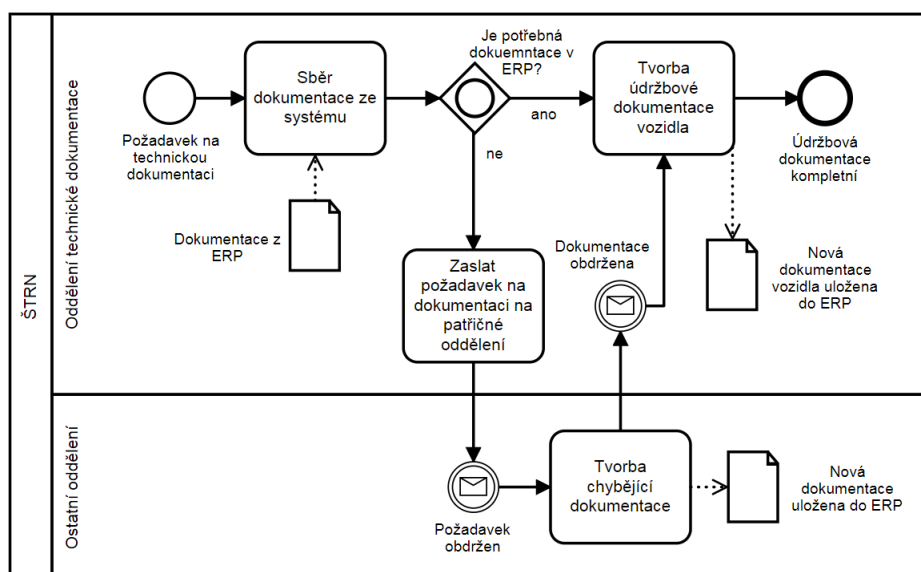 ŠTRN
Oddělení technické dokumentace
Požadavek na
technickou
dokumentaci
Sběr
dokumentace ze
systému
Dokumentace z
ERP
Je potřebná
dokuemntace v
ERP?
ano
ne
Zaslat
požadavek na
dokumentaci na
patřičné
oddělení
Dokumentace
obdržena
Tvorba
údržbové
dokumentace
vozidla
Údržbová
dokumentace
kompletní
Nová
dokumentace
vozidla uložena
do ERP
Ostatní oddělení
Požadavek
obdržen
Tvorba
chybějící
dokumentace
Nová
dokumentace
uložena do ERP